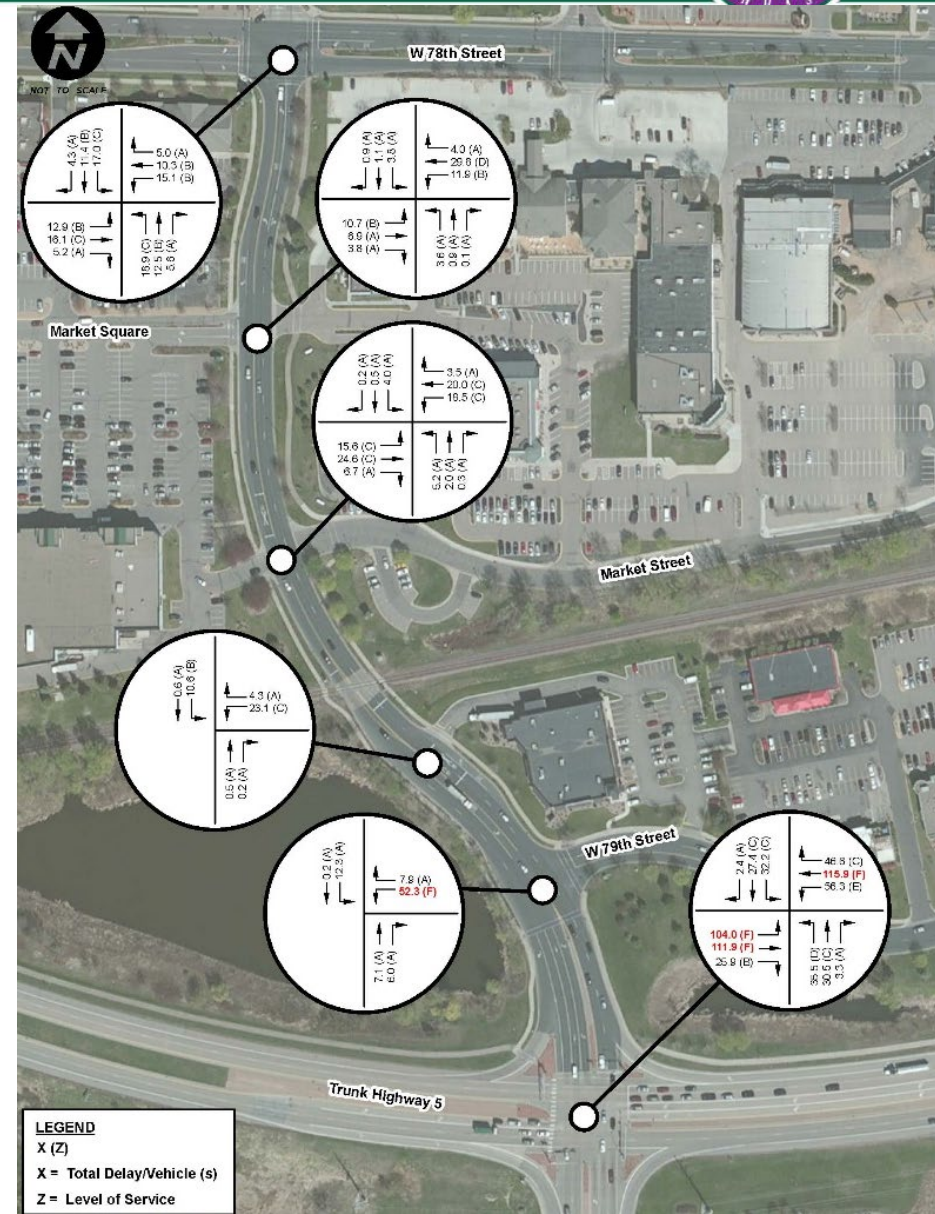 N
NOT TO SCALE
W 78th Street
4.3 (A)
11.4 (B)
17.0 (C)
5.0 (A)
10.3 (B)
15.1 (B)
12.9 (B)
16.1 (C)
5.2 (A)
12.5 (B)
5.6 (A)
0.9 (A)
1.1 (A)
3.8 (A)
4.0 (A)
29.8 (D)
11.9 (B)
10.7 (B)
6.9 (A)
3.8 (A)
3.6 (A)
0.9 (A)
0.1 (A)
Market Square
0.2 (A)
0.5 (A)
4.0 (A)
3.5 (A)
20.0 (C)
19.5 (C)
15.6 (C)
24.6 (C)
6.7 (A)
5.2 (A)
2.0 (A)
0.3 (A)
Market Street
0.6 (A)
10.6 (B)
4.3 (A)
23.1 (C)
0.5 (A)
0.2 (A)
W 79th Street
0.2 (A)
12.3 (A)
7.9 (A)
52.3 (F)
7.1 (A)
6.0 (A)
2.4 (A)
27.4 (C)
32.2 (C)
46.6 (C)
115.9 (F)
56.3 (E)
104.0 (F)
111.9 (F)
25.9 (B)
30.5 (C)
3.3 (A)
Trunk Highway 5
LEGEND
X (Z)
X = Total Delay/Vehicle (s)
Z = Level of Service